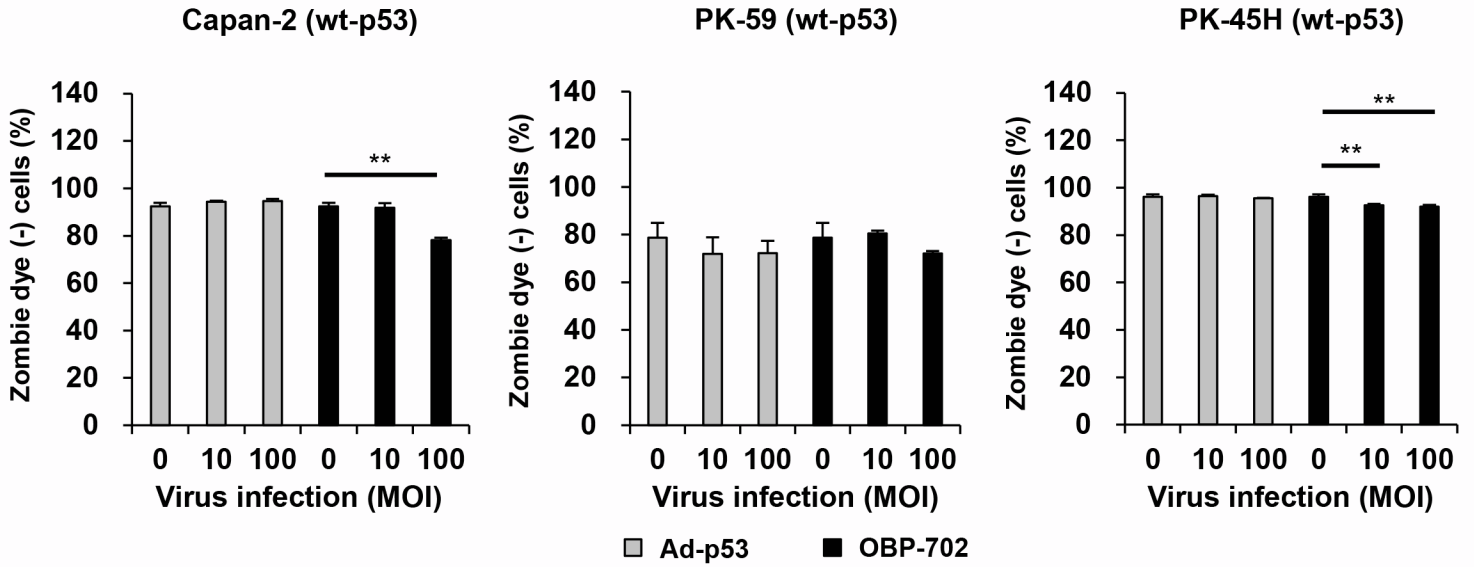 Capan-2 (wt-p53)
Zombie dye (-) cells (%)
140
120
100
80
60
40
20
0
**
0 10 100 0 10 100
Virus infection (MOI)
PK-59 (wt-p53)
Zombie dye (-) cells (%)
140
120
100
80
60
40
20
0
0 10 100 0 10 100
Virus infection (MOI)
PK-45H (wt-p53)
Zombie dye (-) cells (%)
140
120
100
80
60
40
20
0
**
**
0 10 100 0 10 100
Virus infection (MOI)
Ad-p53 OBP-702